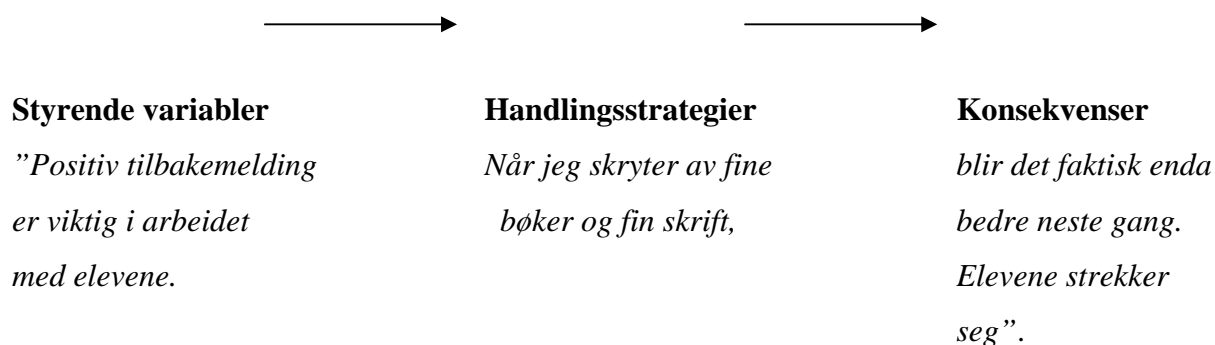 Styrende variabler
”Positiv tilbakemelding
er viktig i arbeidet
med elevene.
Handlingsstrategier
Når jeg skryter av fine
bøker og fin skrift,
Konsekvenser
blir det faktisk enda
bedre neste gang.
Elevene strekker
seg”.